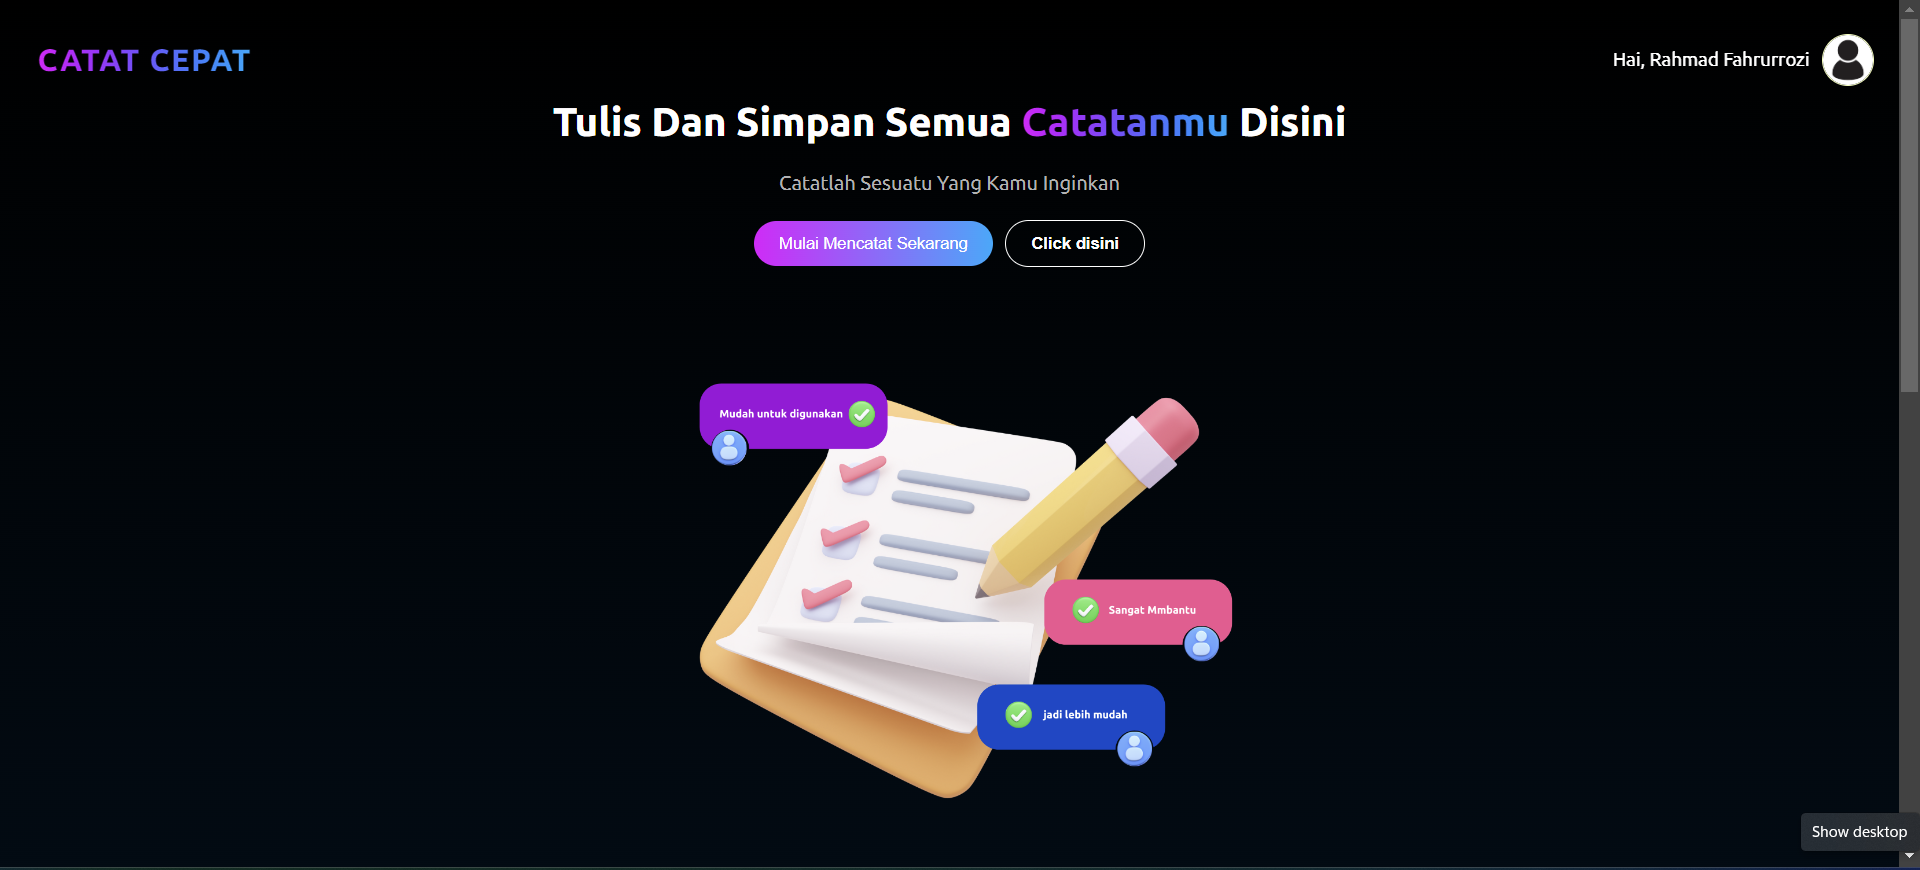 CATAT CEPAT
Hai, Rahmad Fahrurrozi
Tulis Dan Simpan Semua Catatanmu Disini
Catatlah Sesuatu Yang Kamu Inginkan
Mulai Mencatat Sekarang
Click disini
Mudah untuk digunakan
Sangat Mmbantu
jadi lebih mudah
Show desktop